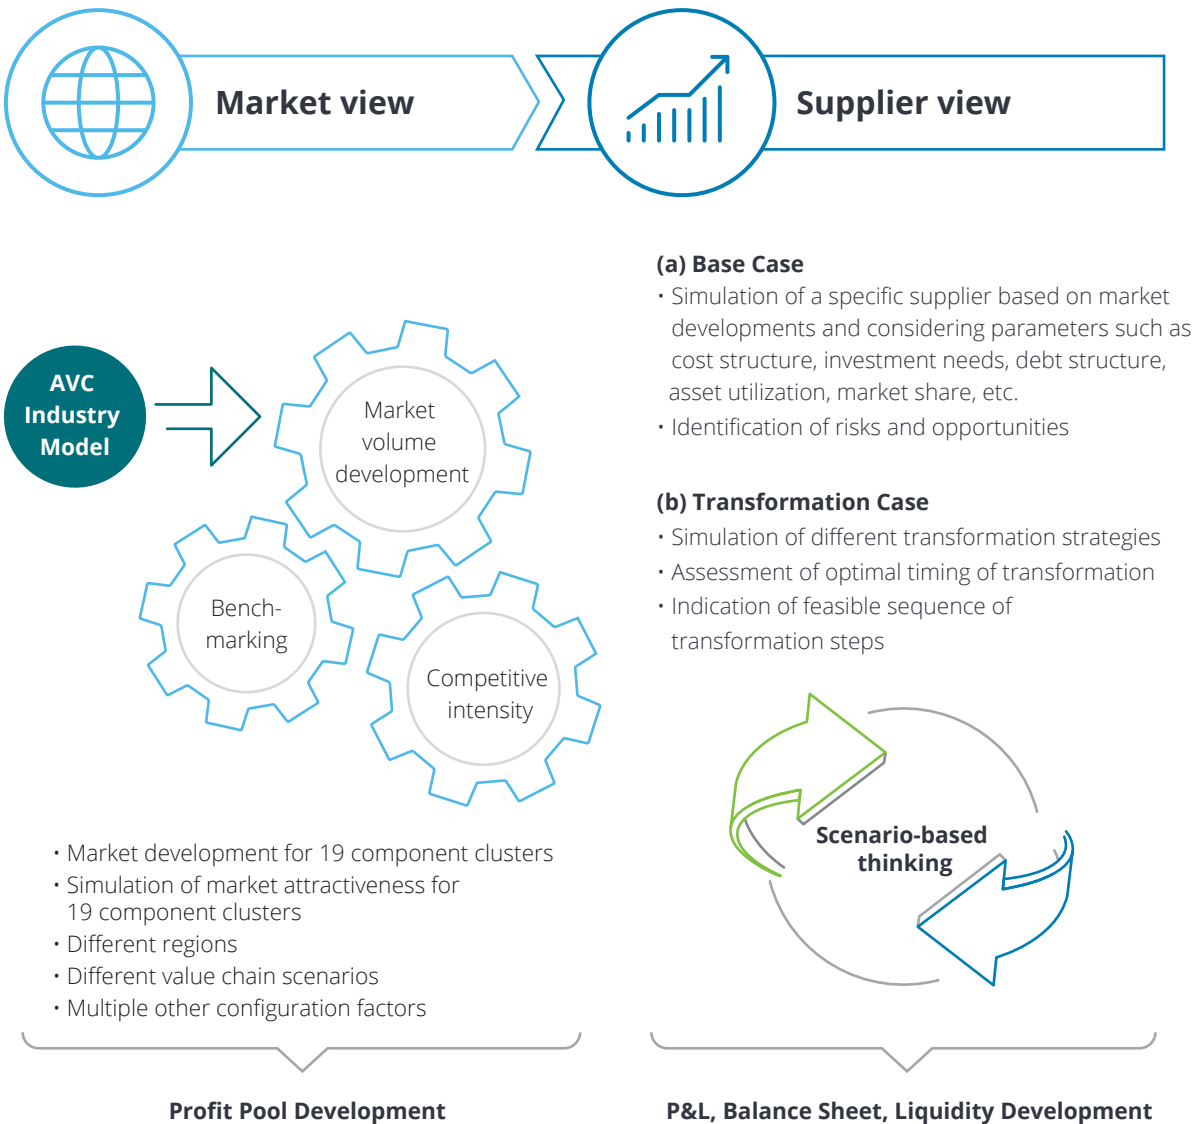 Market view
Supplier view
AVC
Industry
Model
Market
volume
development
Bench-
marking
Competitive
intensity
• Market development for 19 component clusters
• Simulation of market attractiveness for
19 component clusters
• Different regions
• Different value chain scenarios
• Multiple other configuration factors
Profit Pool Development
(a) Base Case
• Simulation of a specific supplier based on market
developments and considering parameters such as
cost structure, investment needs, debt structure,
asset utilization, market share, etc.
• Identification of risks and opportunities
(b) Transformation Case
• Simulation of different transformation strategies
• Assessment of optimal timing of transformation
• Indication of feasible sequence of
transformation steps
Scenario-based
thinking
P&L, Balance Sheet, Liquidity Development